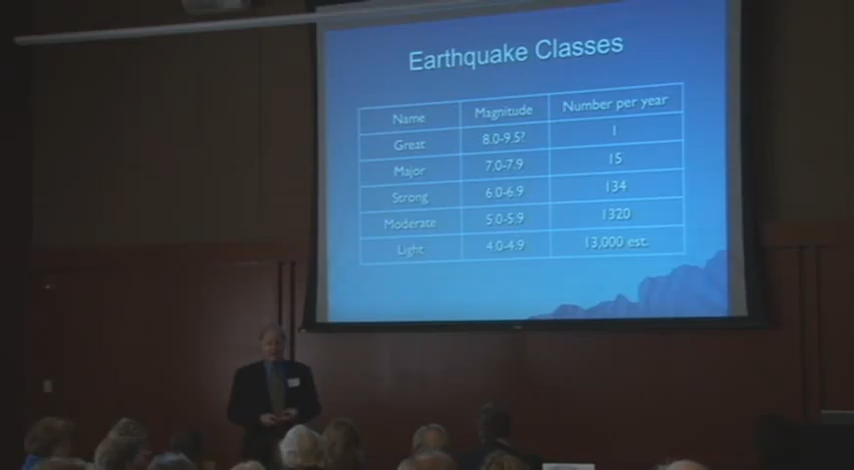 Earthquake Classes
Name Magnitude Number per year
Great 8.0-9.5? 1
Major 7.0-7.9 15
Strong 6.0-6.9 134
Moderate 5.0-5.9 1320
Light 4.0-4.9 13,000 est.